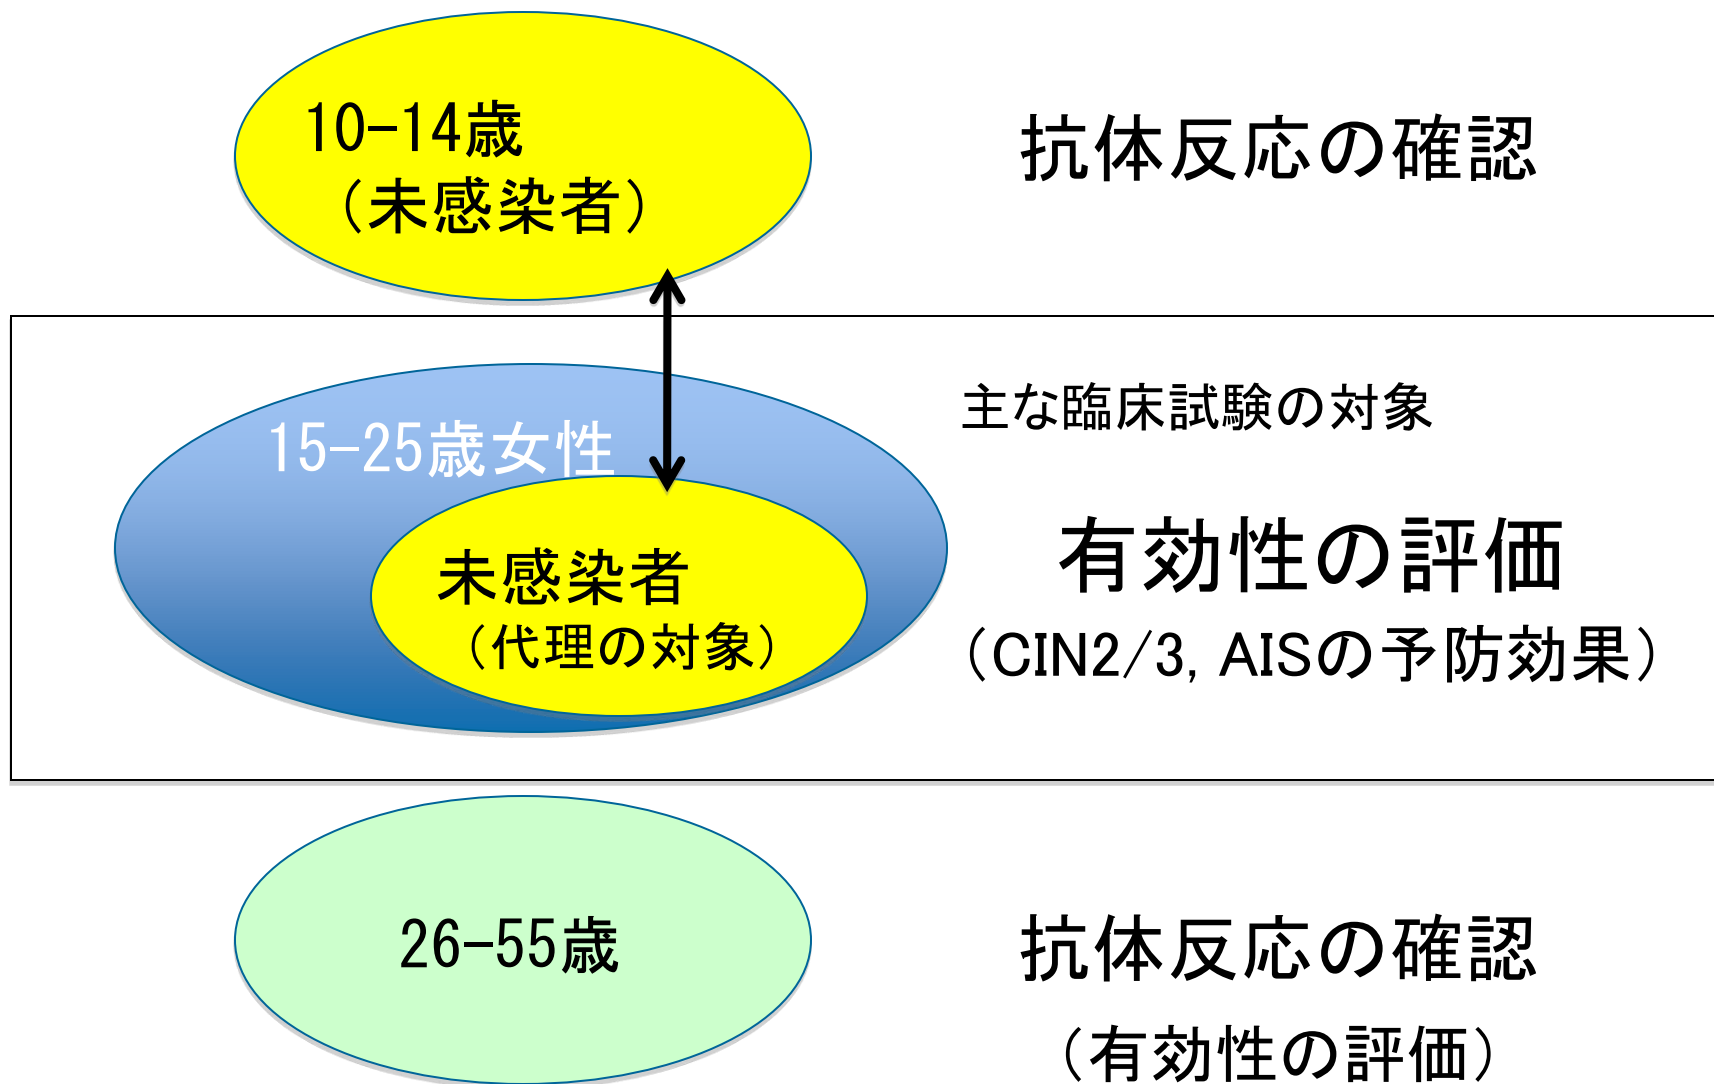 10-14歳
（未感染者）
抗体反応の確認
主な臨床試験の対象
15-25歳女性
有効性の評価
未感染者
（代理の対象）
（CIN2/3, AISの予防効果）
26-55歳
抗体反応の確認
（有効性の評価）